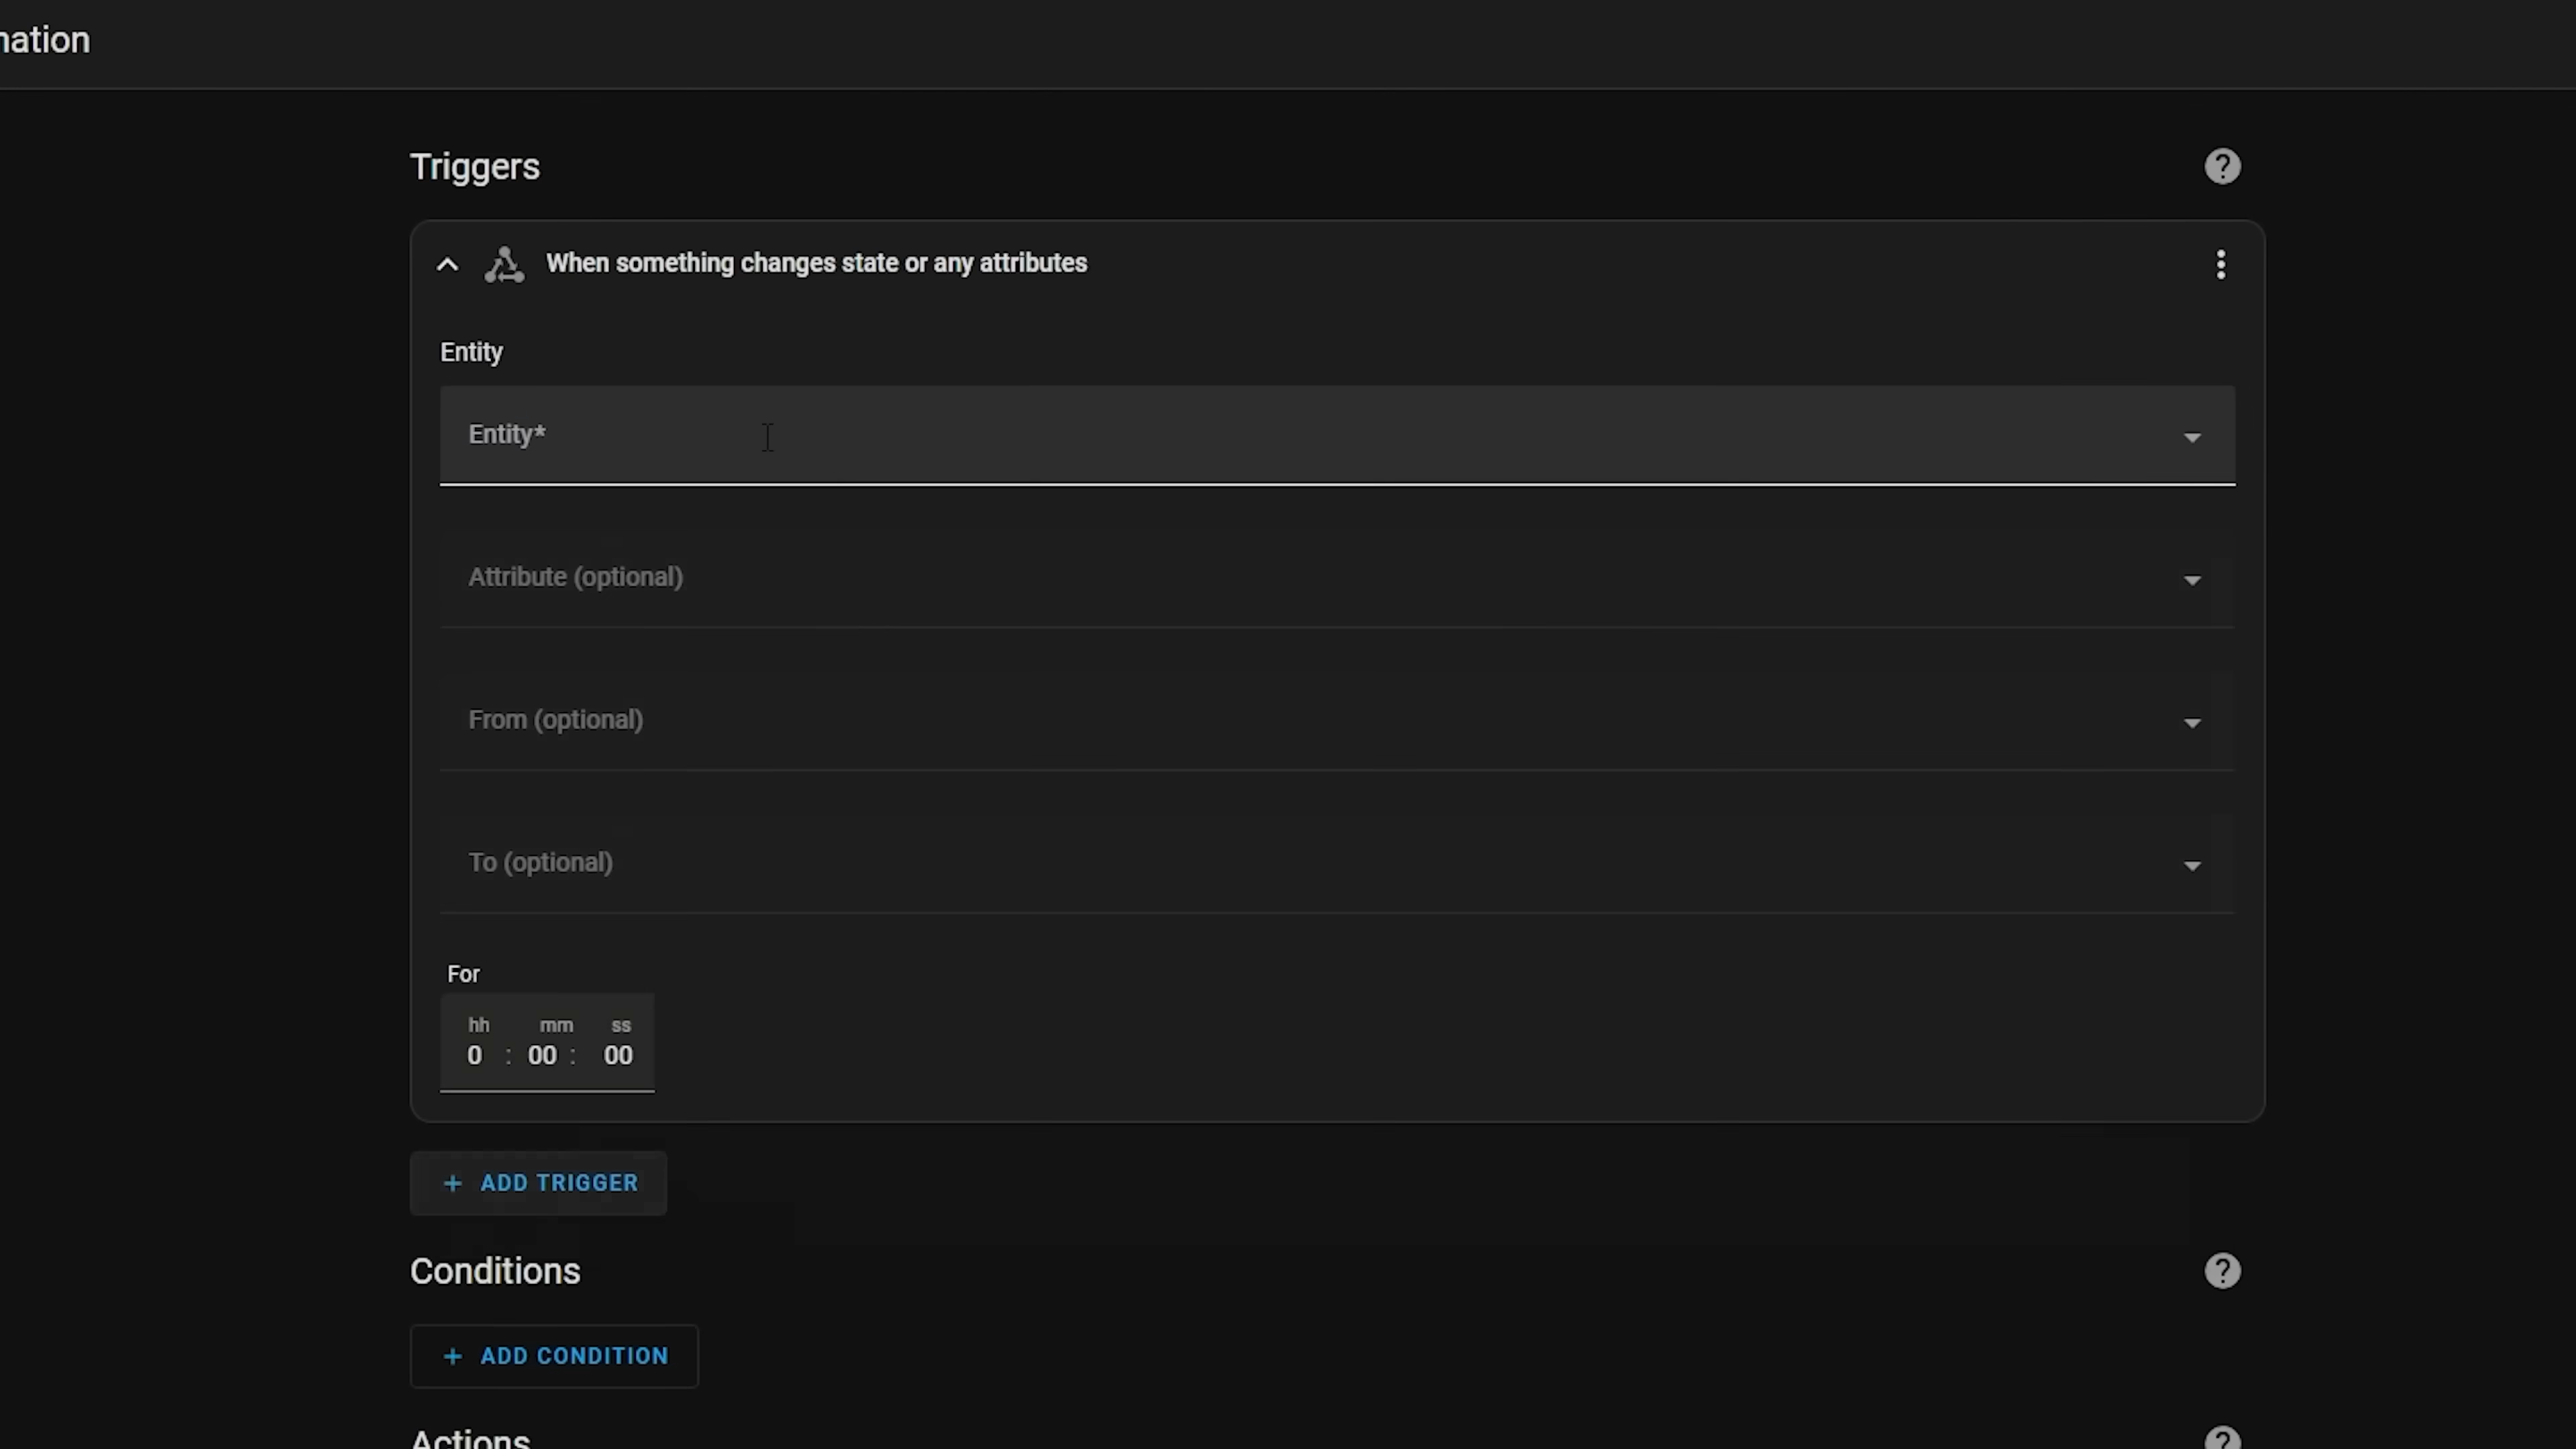 nation
Triggers
When something changes state or any attributes
Entity
Entity*
Attribute (optional)
From (optional)
To (optional)
For
hh mm ss
0 : 00 : 00
+ ADD TRIGGER
Conditions
+ ADD CONDITION
Actions